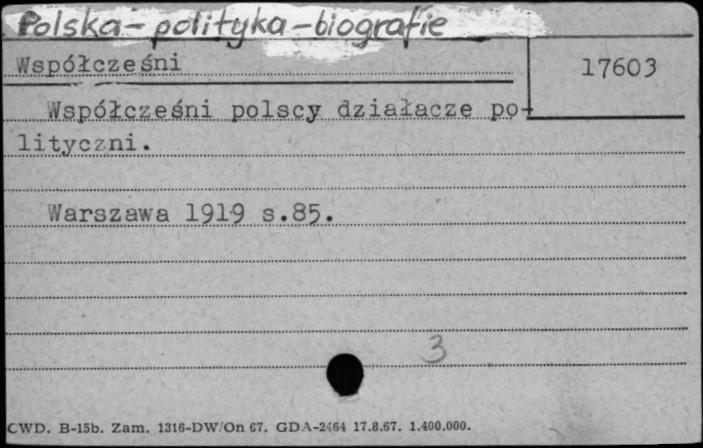 Polska - polityka - biografie
Współcześni
17603
Współcześni polscy działacze po-
lityczni.
Warszawa 1919 s.85.
3
CWD. B-15b. Zam. 1316-DW/On 67. GDA-2464 17.8.67. 1.400.000.